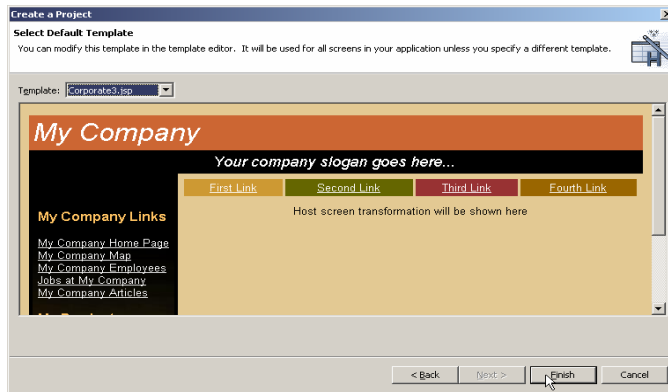 Create a Project
Select Default Template
You can modify this template in the template editor. It will be used for all screens in your application unless you specify a different template.
Template: Corporate3.jsp
My Company
Your company slogan goes here...
First Link Second Link Third Link Fourth Link
Host screen transformation will be shown here
My Company Links
My Company Home Page
My Company Map
My Company Employees
Jobs at My Company
My Company Articles
< Back Next > Finish Cancel